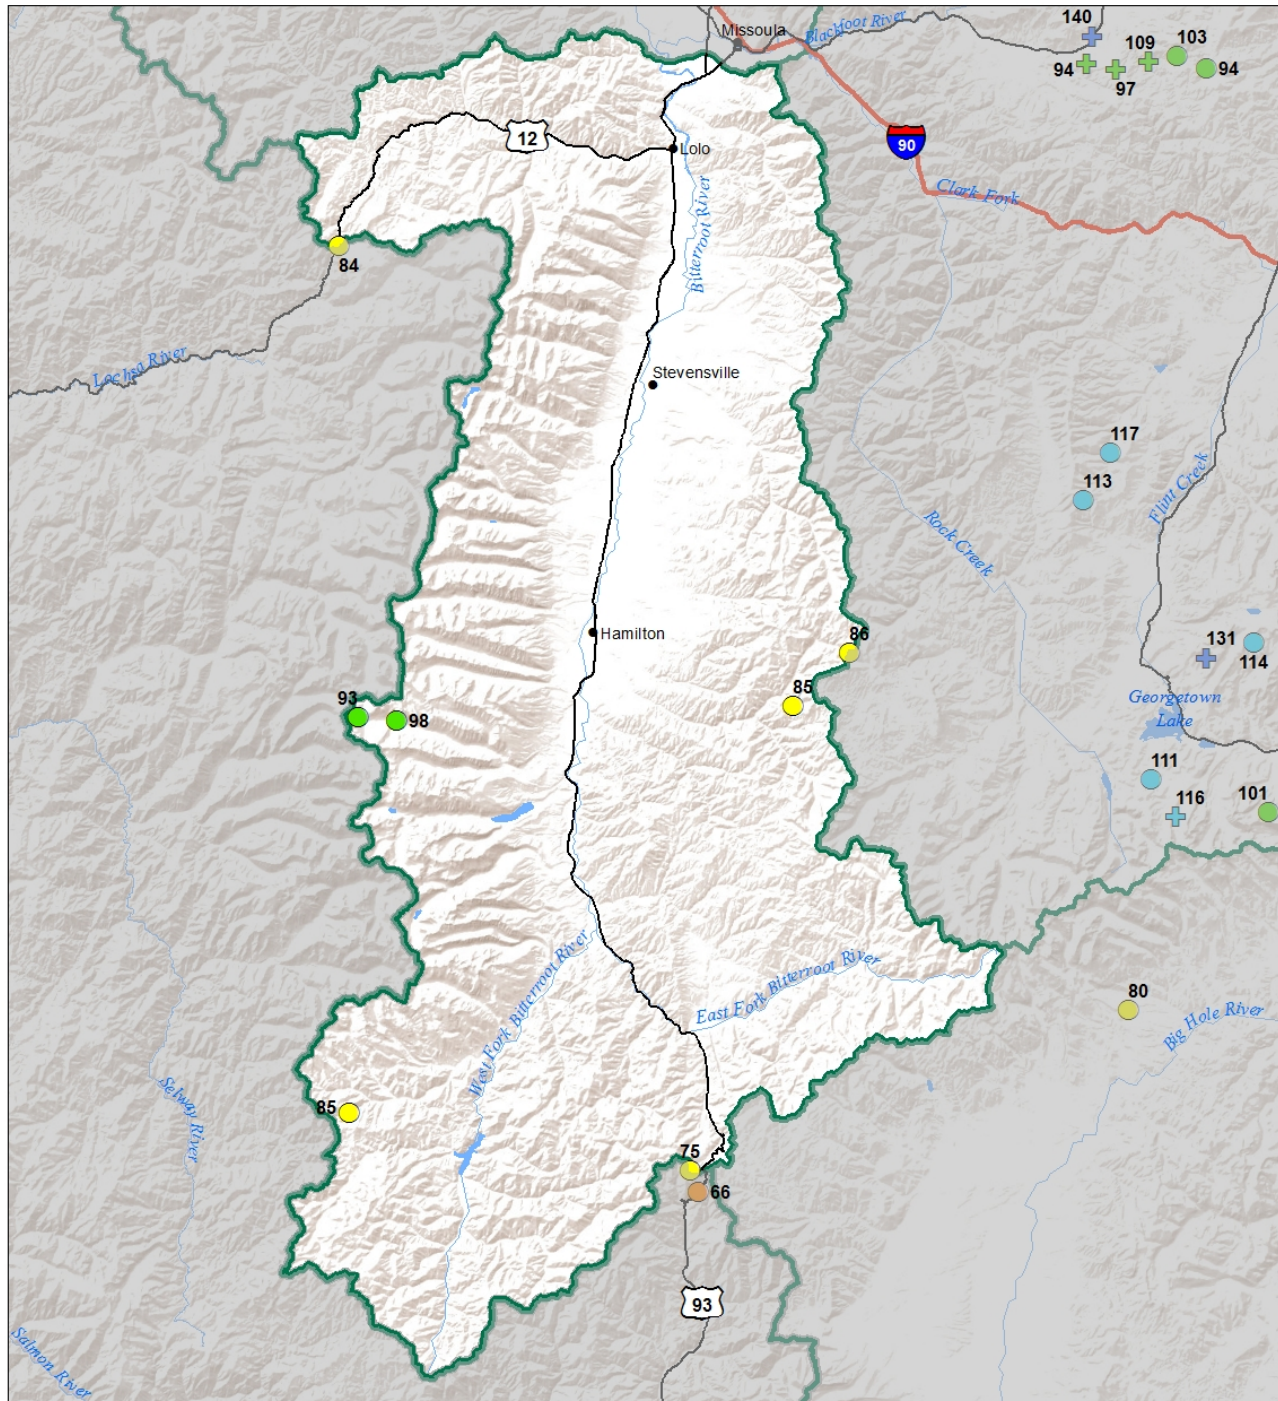 140
Missoula
Blackfoot River
103
109
94
97
94
12
90
Lolo
Clark Fork
Bitterroot River
84
Lochsa River
Stevensville
117
113
Flint Creek
Rock Creek
Hamilton
86
131
114
85
93
98
Georgetown
Lake
111
116
101
West Fork Bitterroot River
East Fork Bitterroot River
80
Big Hole River
Selway River
85
75
66
93
Salmon River